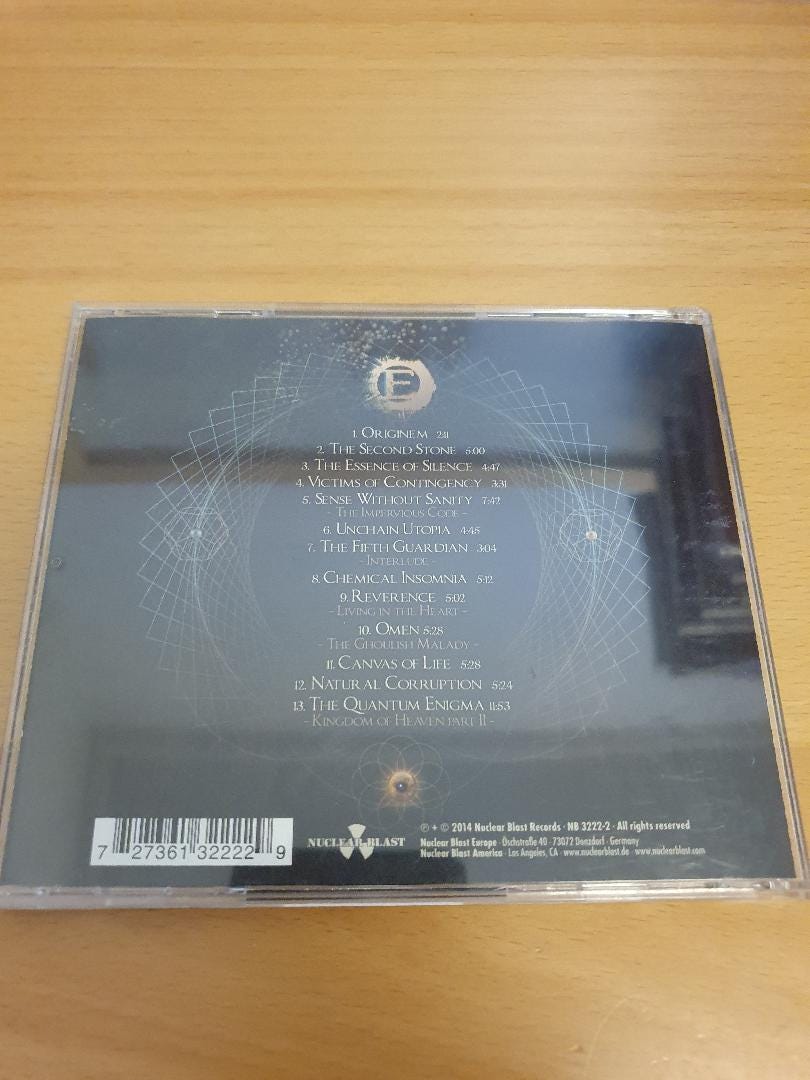 E
1. ORIGINEM 2:11
2. THE SECOND STONE 5:00
3. THE ESSENCE OF SILENCE 4:47
4. VICTIMS OF CONTINGENCY 3:31
5. SENSE WITHOUT SANITY 7:42
- THE IMPERVIOUS CODE -
6. UNCHAIN UTOPIA 4:45
7. THE FIFTH GUARDIAN 3:04
- INTERLUDE -
8. CHEMICAL INSOMNIA 5:12
9. REVERENCE 5:02
- LIVING IN THE HEART -
10. OMEN 5:28
- THE GHOULISH MALADY -
11. CANVAS OF LIFE 5:28
12. NATURAL CORRUPTION 5:24
13. THE QUANTUM ENIGMA 11:53
- KINGDOM OF HEAVEN PART II -
7 27361 32222 9
NUCLEAR BLAST
℗ + © 2014 Nuclear Blast Records · NB 3222-2 · All rights reserved
Nuclear Blast Europe · Öschstraße 40 · 73072 Donzdorf · Germany
Nuclear Blast America · Los Angeles, CA · www.nuclearblast.de · www.nuclearblast.com